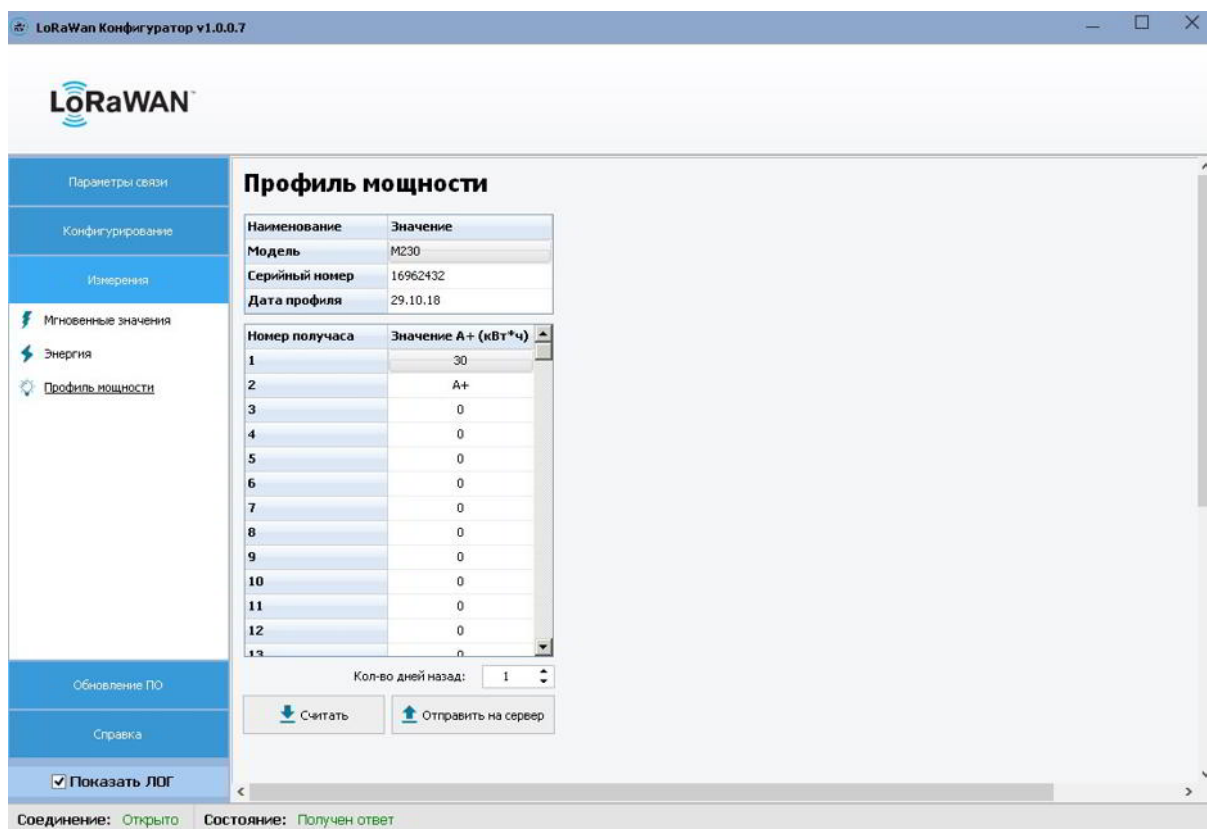 LoRaWan Конфигуратор v1.0.0.7
LoRaWAN™
Параметры связи
Конфигурирование
Измерения
Мгновенные значения
Энергия
Профиль мощности
Обновление ПО
Справка
Показать ЛОГ
Профиль мощности
Наименование Значение
Модель M230
Серийный номер 16962432
Дата профиля 29.10.18
Номер получаса Значение А+ (кВт*ч)
1 30
2 A+
3 0
4 0
5 0
6 0
7 0
8 0
9 0
10 0
11 0
12 0
13 0
Кол-во дней назад: 1
Считать Отправить на сервер
Соединение: Открыто Состояние: Получен ответ